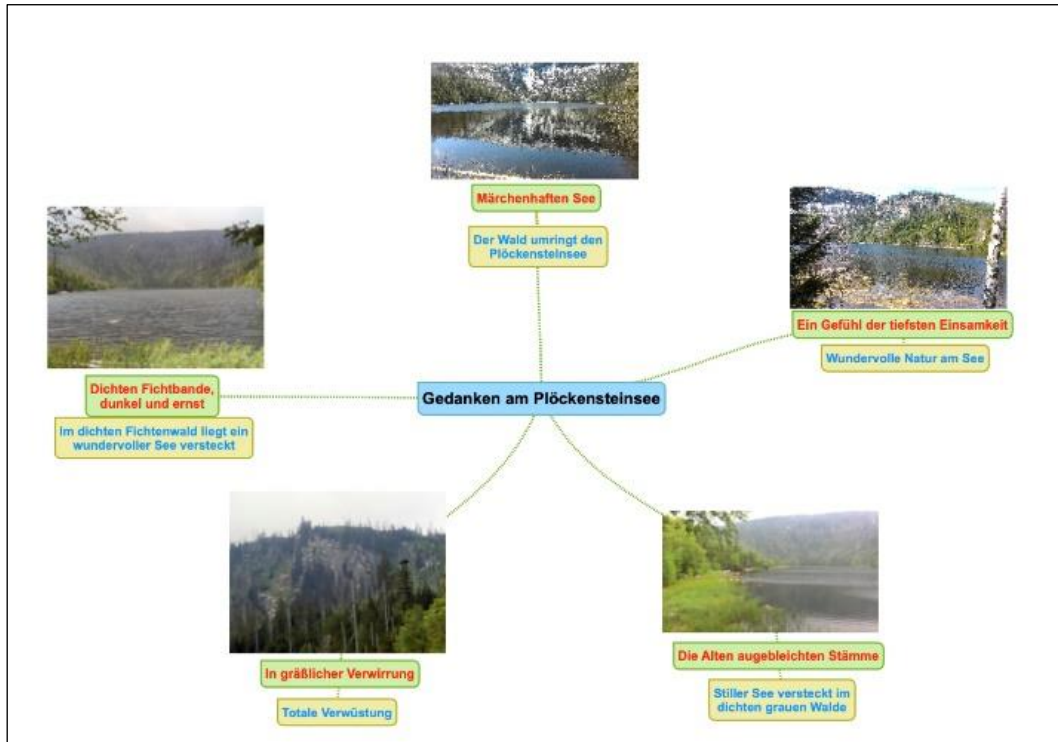 Märchenhaften See
Der Wald umringt den
Plöckensteinsee
Ein Gefühl der tiefsten Einsamkeit
Wundervolle Natur am See
Dichten Fichtbande,
dunkel und ernst
Im dichten Fichtenwald liegt ein
wundervoller See versteckt
Gedanken am Plöckensteinsee
In gräßlicher Verwirrung
Totale Verwüstung
Die Alten augebleichten Stämme
Stiller See versteckt im
dichten grauen Walde